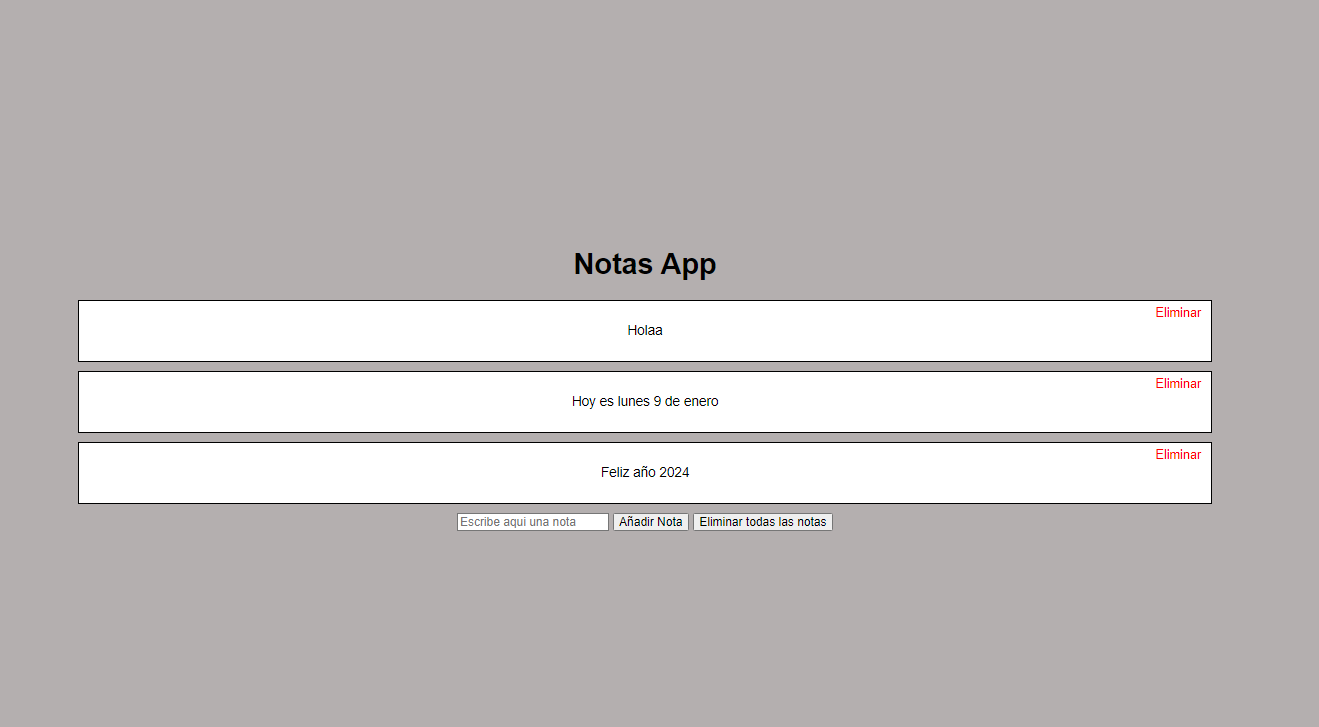 Notas App
Eliminar
Holaa
Eliminar
Hoy es lunes 9 de enero
Eliminar
Feliz año 2024
Escribe aqui una nota Añadir Nota Eliminar todas las notas